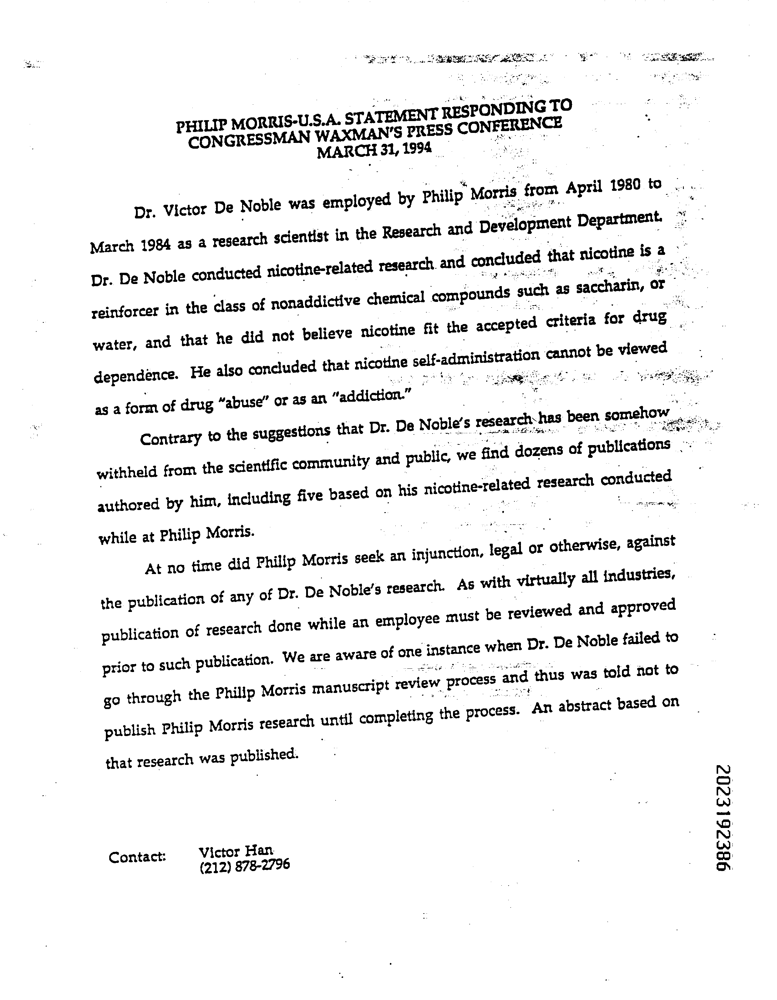 PHILIP MORRIS-U.S.A. STATEMENT RESPONDING TO
CONGRESSMAN WAXMAN'S PRESS CONFERENCE
MARCH 31, 1994
Dr. Victor De Noble was employed by Philip Morris from April 1980 to
March 1984 as a research scientist in the Research and Development Department.
Dr. De Noble conducted nicotine-related research and concluded that nicotine is a
reinforcer in the class of nonaddictive chemical compounds such as saccharin, or
water, and that he did not believe nicotine fit the accepted criteria for drug
dependence. He also concluded that nicotine self-administration cannot be viewed
as a form of drug "abuse" or as an "addiction."
Contrary to the suggestions that Dr. De Noble's research has been somehow
withheld from the scientific community and public, we find dozens of publications
authored by him, including five based on his nicotine-related research conducted
while at Philip Morris.
At no time did Philip Morris seek an injunction, legal or otherwise, against
the publication of any of Dr. De Noble's research. As with virtually all industries,
publication of research done while an employee must be reviewed and approved
prior to such publication. We are aware of one instance when Dr. De Noble failed to
go through the Philip Morris manuscript review process and thus was told not to
publish Philip Morris research until completing the process. An abstract based on
that research was published.
Contact: Victor Han
(212) 878-2796
2023192386